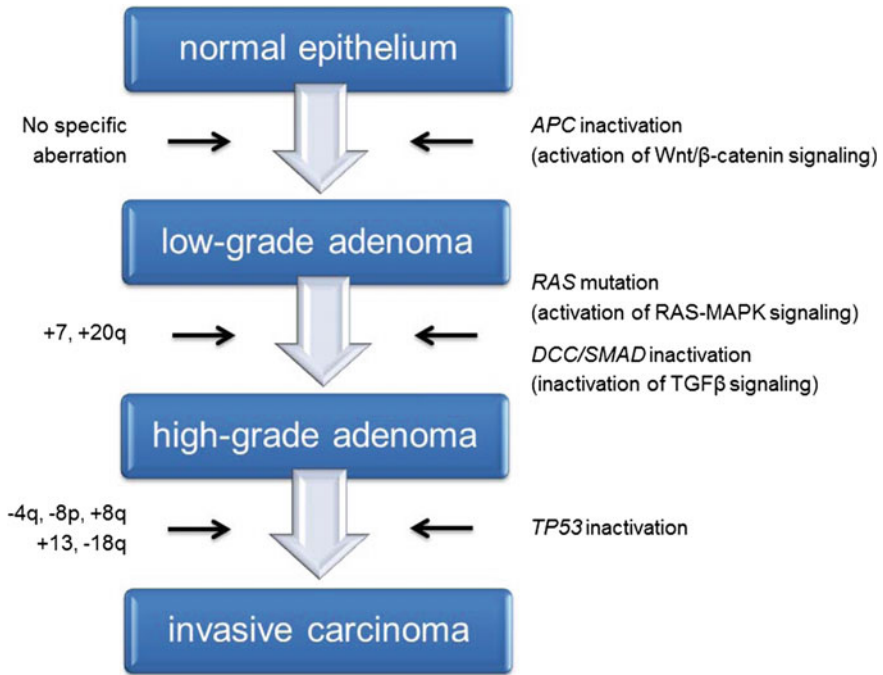 normal epithelium
No specific
aberration
APC inactivation
(activation of Wnt/β-catenin signaling)
low-grade adenoma
+7, +20q
RAS mutation
(activation of RAS-MAPK signaling)
DCC/SMAD inactivation
(inactivation of TGFβ signaling)
high-grade adenoma
-4q, -8p, +8q
+13, -18q
TP53 inactivation
invasive carcinoma